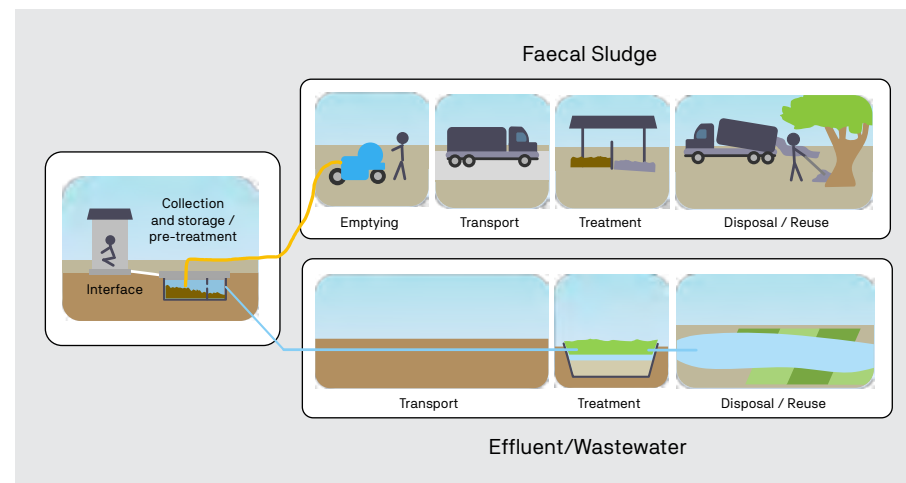 Faecal Sludge
Collection
and storage /
pre-treatment
Interface
Emptying
Transport
Treatment
Disposal / Reuse
Transport
Treatment
Disposal / Reuse
Effluent/Wastewater